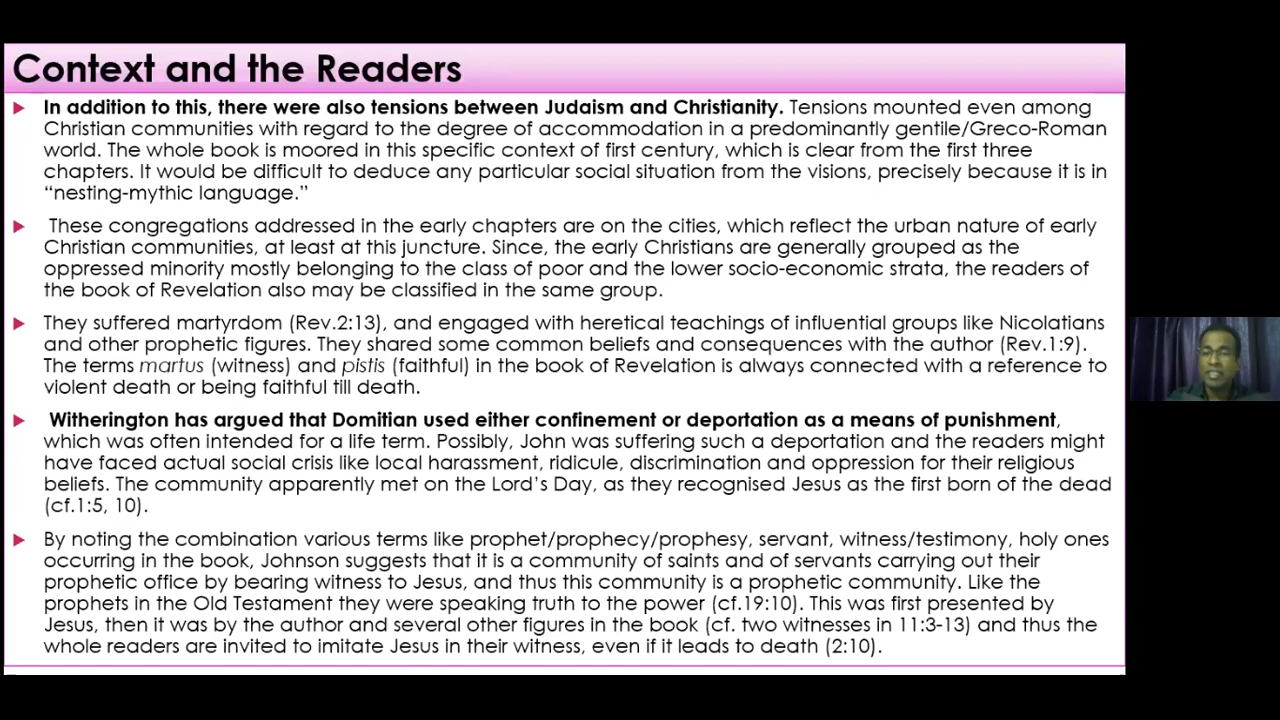 Context and the Readers
In addition to this, there were also tensions between Judaism and Christianity. Tensions mounted even among
Christian communities with regard to the degree of accommodation in a predominantly gentile/Greco-Roman
world. The whole book is moored in this specific context of first century, which is clear from the first three
chapters. It would be difficult to deduce any particular social situation from the visions, precisely because it is in
“nesting-mythic language.”
These congregations addressed in the early chapters are on the cities, which reflect the urban nature of early
Christian communities, at least at this juncture. Since, the early Christians are generally grouped as the
oppressed minority mostly belonging to the class of poor and the lower socio-economic strata, the readers of
the book of Revelation also may be classified in the same group.
They suffered martyrdom (Rev.2:13), and engaged with heretical teachings of influential groups like Nicolatians
and other prophetic figures. They shared some common beliefs and consequences with the author (Rev.1:9).
The terms martus (witness) and pistis (faithful) in the book of Revelation is always connected with a reference to
violent death or being faithful till death.
Witherington has argued that Domitian used either confinement or deportation as a means of punishment,
which was often intended for a life term. Possibly, John was suffering such a deportation and the readers might
have faced actual social crisis like local harassment, ridicule, discrimination and oppression for their religious
beliefs. The community apparently met on the Lord’s Day, as they recognised Jesus as the first born of the dead
(cf.1:5, 10).
By noting the combination various terms like prophet/prophecy/prophesy, servant, witness/testimony, holy ones
occurring in the book, Johnson suggests that it is a community of saints and of servants carrying out their
prophetic office by bearing witness to Jesus, and thus this community is a prophetic community. Like the
prophets in the Old Testament they were speaking truth to the power (cf.19:10). This was first presented by
Jesus, then it was by the author and several other figures in the book (cf. two witnesses in 11:3-13) and thus the
whole readers are invited to imitate Jesus in their witness, even if it leads to death (2:10).